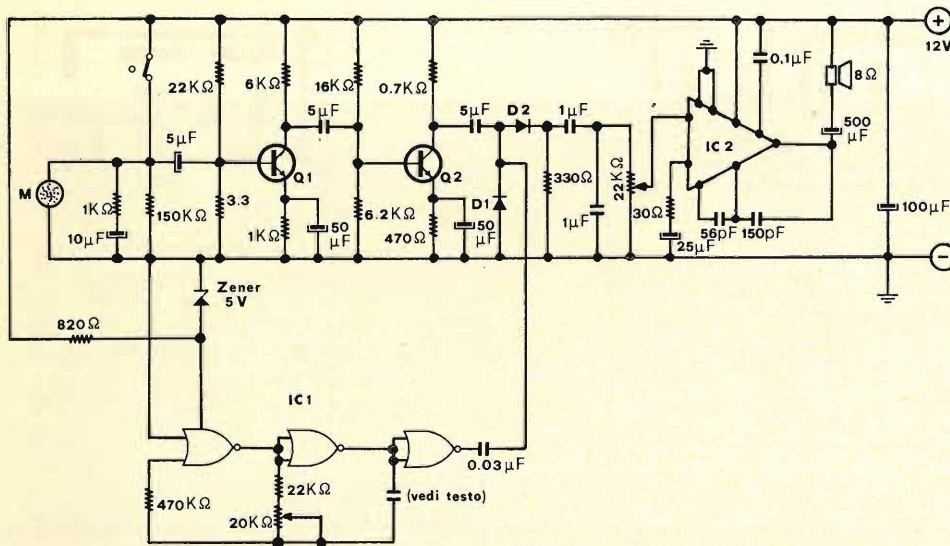 +
12V
22KΩ
6KΩ
16KΩ
0.7KΩ
0.1μF
8Ω
5μF
5μF
5μF
D2
1μF
500
μF
IC 2
M
Q1
Q2
22KΩ
1KΩ
150KΩ
3.3
6.2KΩ
D1
330Ω
30Ω
100μF
10μF
1KΩ
50
μF
470Ω
50
μF
1μF
56pF
150pF
25μF
-
Zener
5V
820Ω
IC1
0.03μF
22KΩ
(vedi testo)
470KΩ
20KΩ